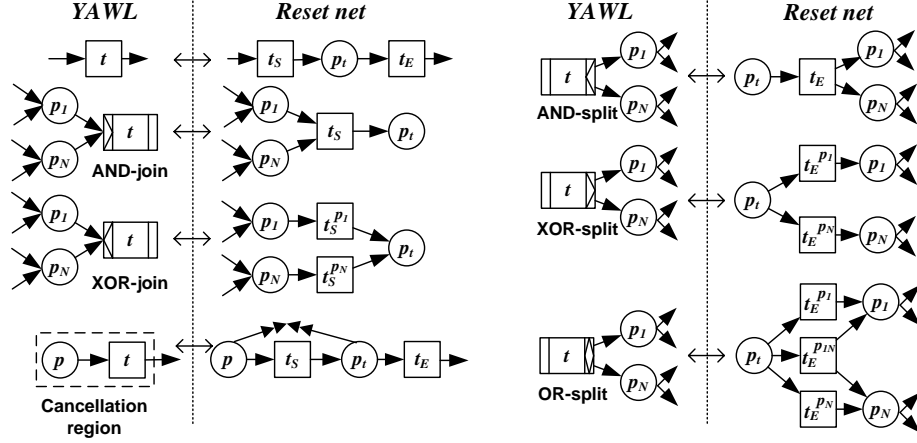 YAWL Reset net
t t_S p_t t_E
p_1 p_N t p_1 p_N t_S p_t
AND-join
p_1 p_N t p_1 p_N t_S^{p_1} t_S^{p_N} p_t
XOR-join
p t p t_S p_t t_E
Cancellation
region
YAWL Reset net
t p_1 p_N p_t t_E p_1 p_N
AND-split
t p_1 p_N p_t t_E^{p_1} t_E^{p_N} p_1 p_N
XOR-split
t p_1 p_N p_t t_E^{p_1} t_E^{p_{1N}} t_E^{p_N} p_1 p_N
OR-split